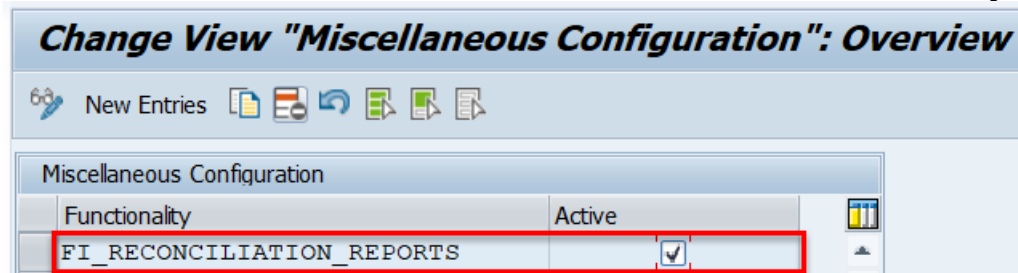 Change View "Miscellaneous Configuration": Overview
New Entries
Miscellaneous Configuration
Functionality Active
FI_RECONCILIATION_REPORTS